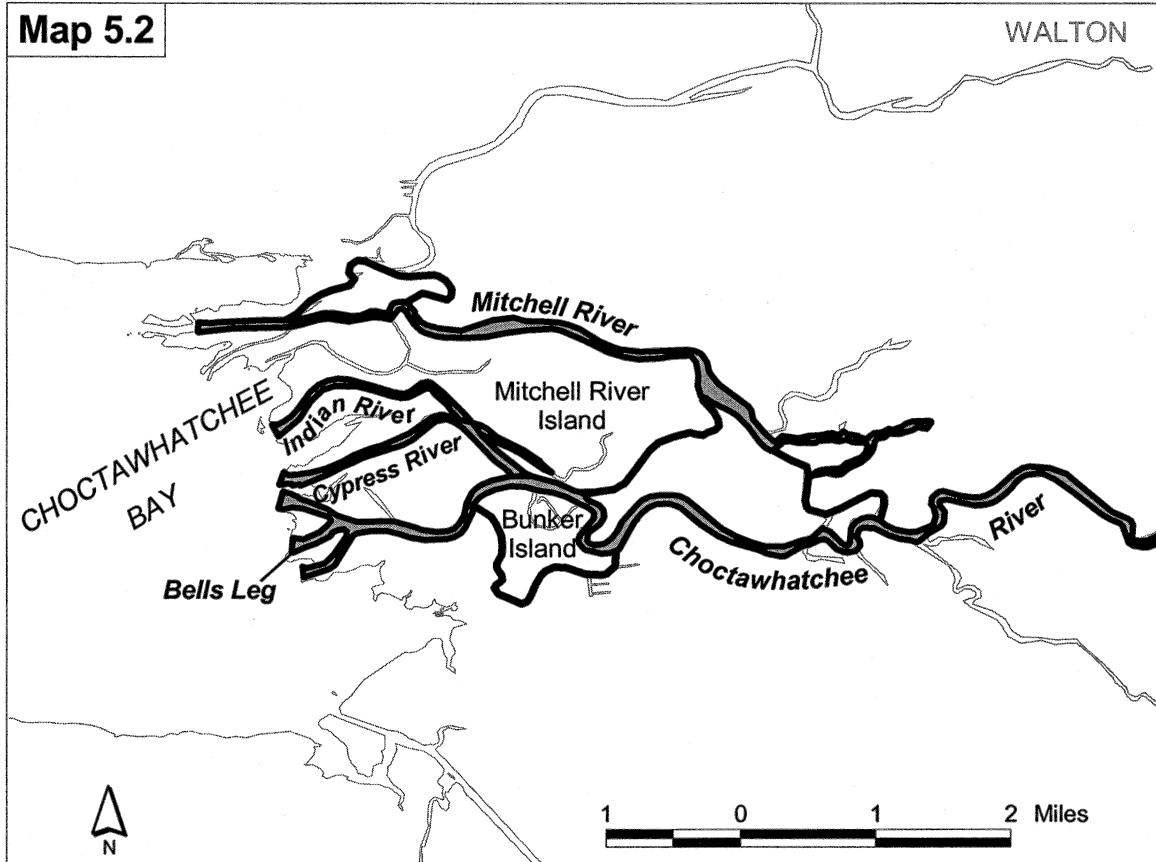 Map 5.2
WALTON
Mitchell River
Mitchell River
Island
CHOCTAWHATCHEE
BAY
Indian River
Cypress River
Bunker
Island
River
Choctawhatchee
Bells Leg
N
1 0 1 2 Miles